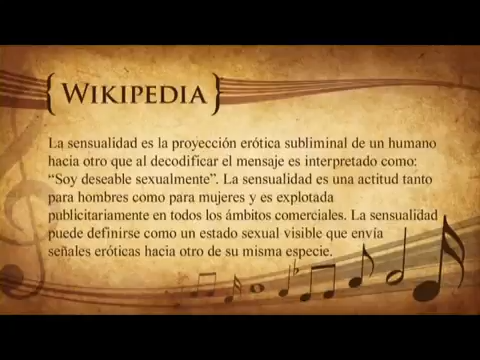 {WIKIPEDIA}
La sensualidad es la proyección erótica subliminal de un humano
hacia otro que al decodificar el mensaje es interpretado como:
“Soy deseable sexualmente”. La sensualidad es una actitud tanto
para hombres como para mujeres y es explotada
publicitariamente en todos los ámbitos comerciales. La sensualidad
puede definirse como un estado sexual visible que envía
señales eróticas hacia otro de su misma especie.